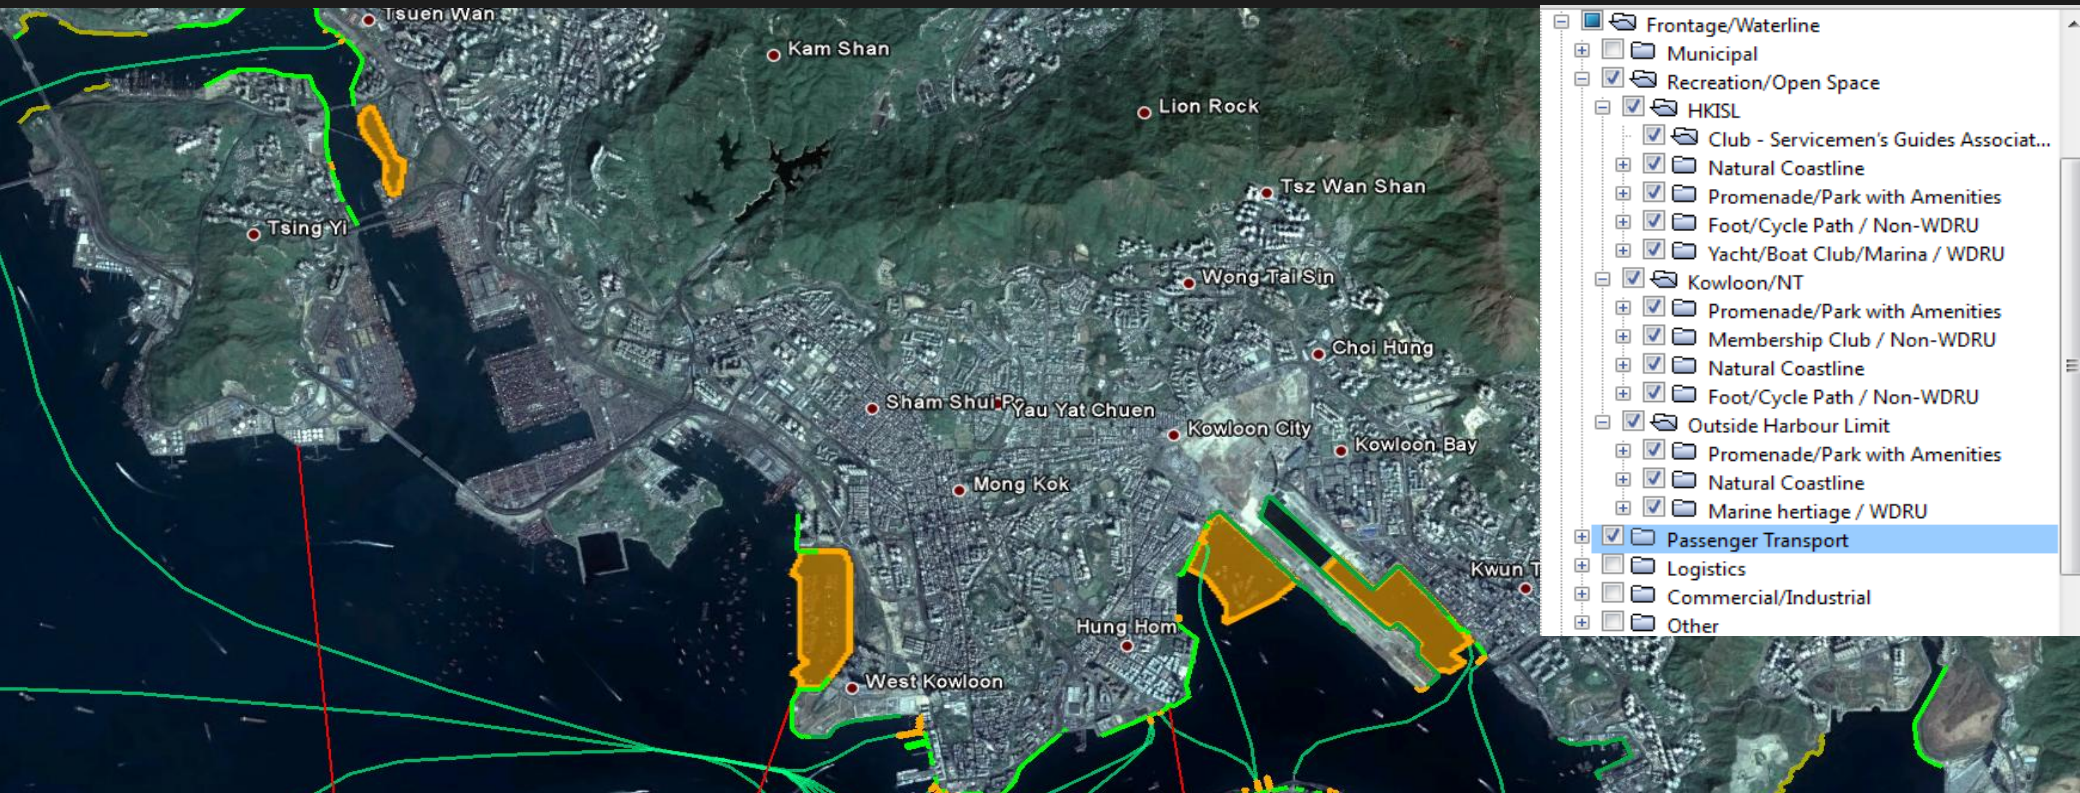 Tsuen Wan
Kam Shan
Lion Rock
Tsz Wan Shan
Tsing Yi
Wong Tai Sin
Choi Hung
Sham Shui Po
Yau Yat Chuen
Kowloon City
Kowloon Bay
Mong Kok
Kwun T
Hung Hom
West Kowloon
Frontage/Waterline
Municipal
Recreation/Open Space
HKISL
Club - Servicemen's Guides Associat...
Natural Coastline
Promenade/Park with Amenities
Foot/Cycle Path / Non-WDRU
Yacht/Boat Club/Marina / WDRU
Kowloon/NT
Promenade/Park with Amenities
Membership Club / Non-WDRU
Natural Coastline
Foot/Cycle Path / Non-WDRU
Outside Harbour Limit
Promenade/Park with Amenities
Natural Coastline
Marine hertiage / WDRU
Passenger Transport
Logistics
Commercial/Industrial
Other